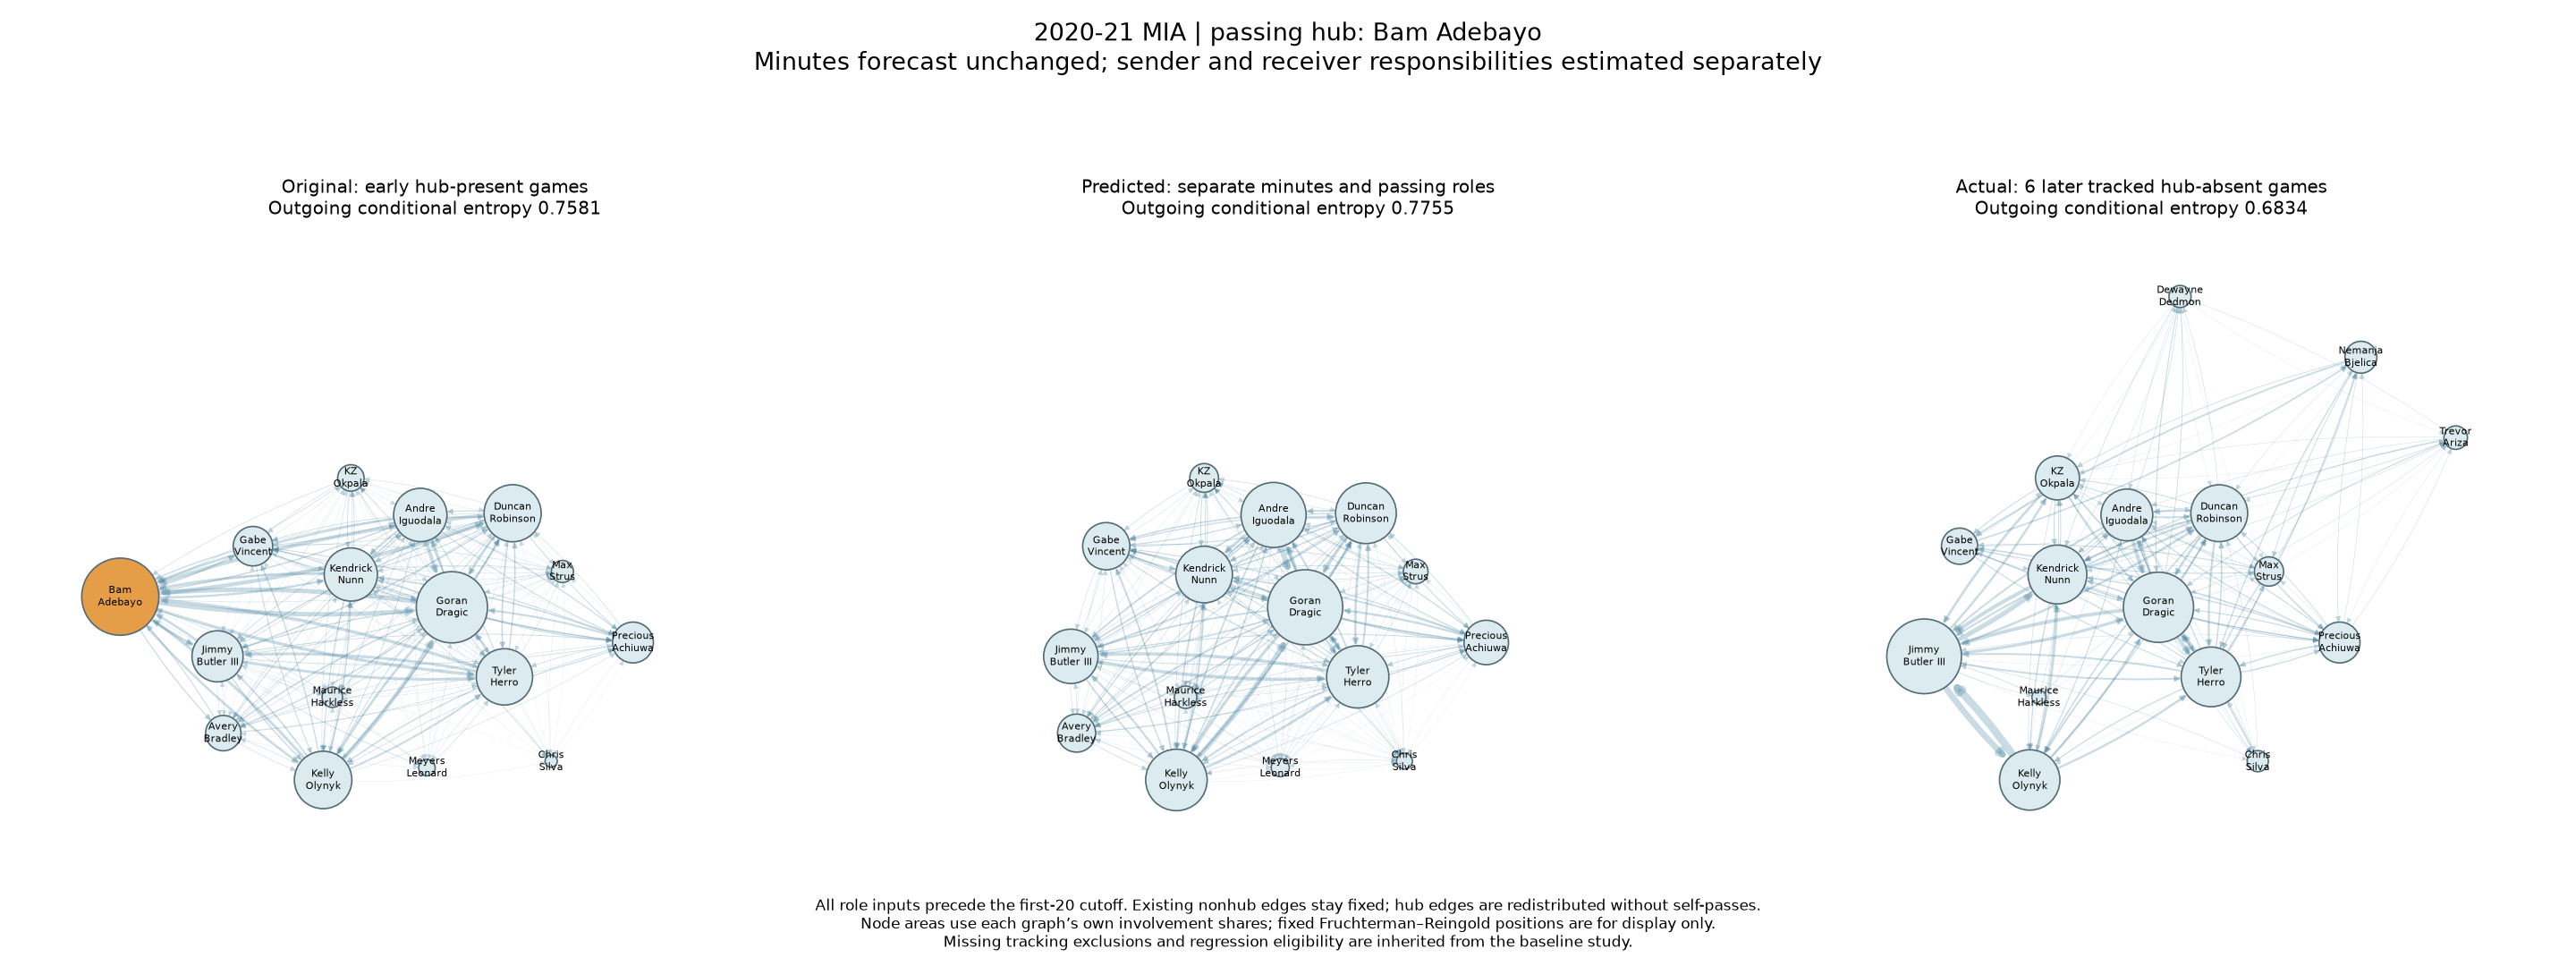 2020-21 MIA | passing hub: Bam Adebayo
Minutes forecast unchanged; sender and receiver responsibilities estimated separately
Original: early hub-present games
Outgoing conditional entropy 0.7581
KZ
Okpala
Andre
Iguodala
Duncan
Robinson
Gabe
Vincent
Kendrick
Nunn
Max
Strus
Bam
Adebayo
Goran
Dragic
Precious
Achiuwa
Jimmy
Butler III
Tyler
Herro
Maurice
Harkless
Avery
Bradley
Chris
Silva
Meyers
Leonard
Kelly
Olynyk
Predicted: separate minutes and passing roles
Outgoing conditional entropy 0.7755
KZ
Okpala
Andre
Iguodala
Duncan
Robinson
Gabe
Vincent
Kendrick
Nunn
Max
Strus
Goran
Dragic
Precious
Achiuwa
Jimmy
Butler III
Tyler
Herro
Maurice
Harkless
Avery
Bradley
Chris
Silva
Meyers
Leonard
Kelly
Olynyk
Actual: 6 later tracked hub-absent games
Outgoing conditional entropy 0.6834
Dewayne
Dedmon
Nemanja
Bjelica
Trevor
Ariza
KZ
Okpala
Andre
Iguodala
Duncan
Robinson
Gabe
Vincent
Kendrick
Nunn
Max
Strus
Goran
Dragic
Precious
Achiuwa
Jimmy
Butler III
Tyler
Herro
Maurice
Harkless
Chris
Silva
Kelly
Olynyk
All role inputs precede the first-20 cutoff. Existing nonhub edges stay fixed; hub edges are redistributed without self-passes.
Node areas use each graph’s own involvement shares; fixed Fruchterman–Reingold positions are for display only.
Missing tracking exclusions and regression eligibility are inherited from the baseline study.